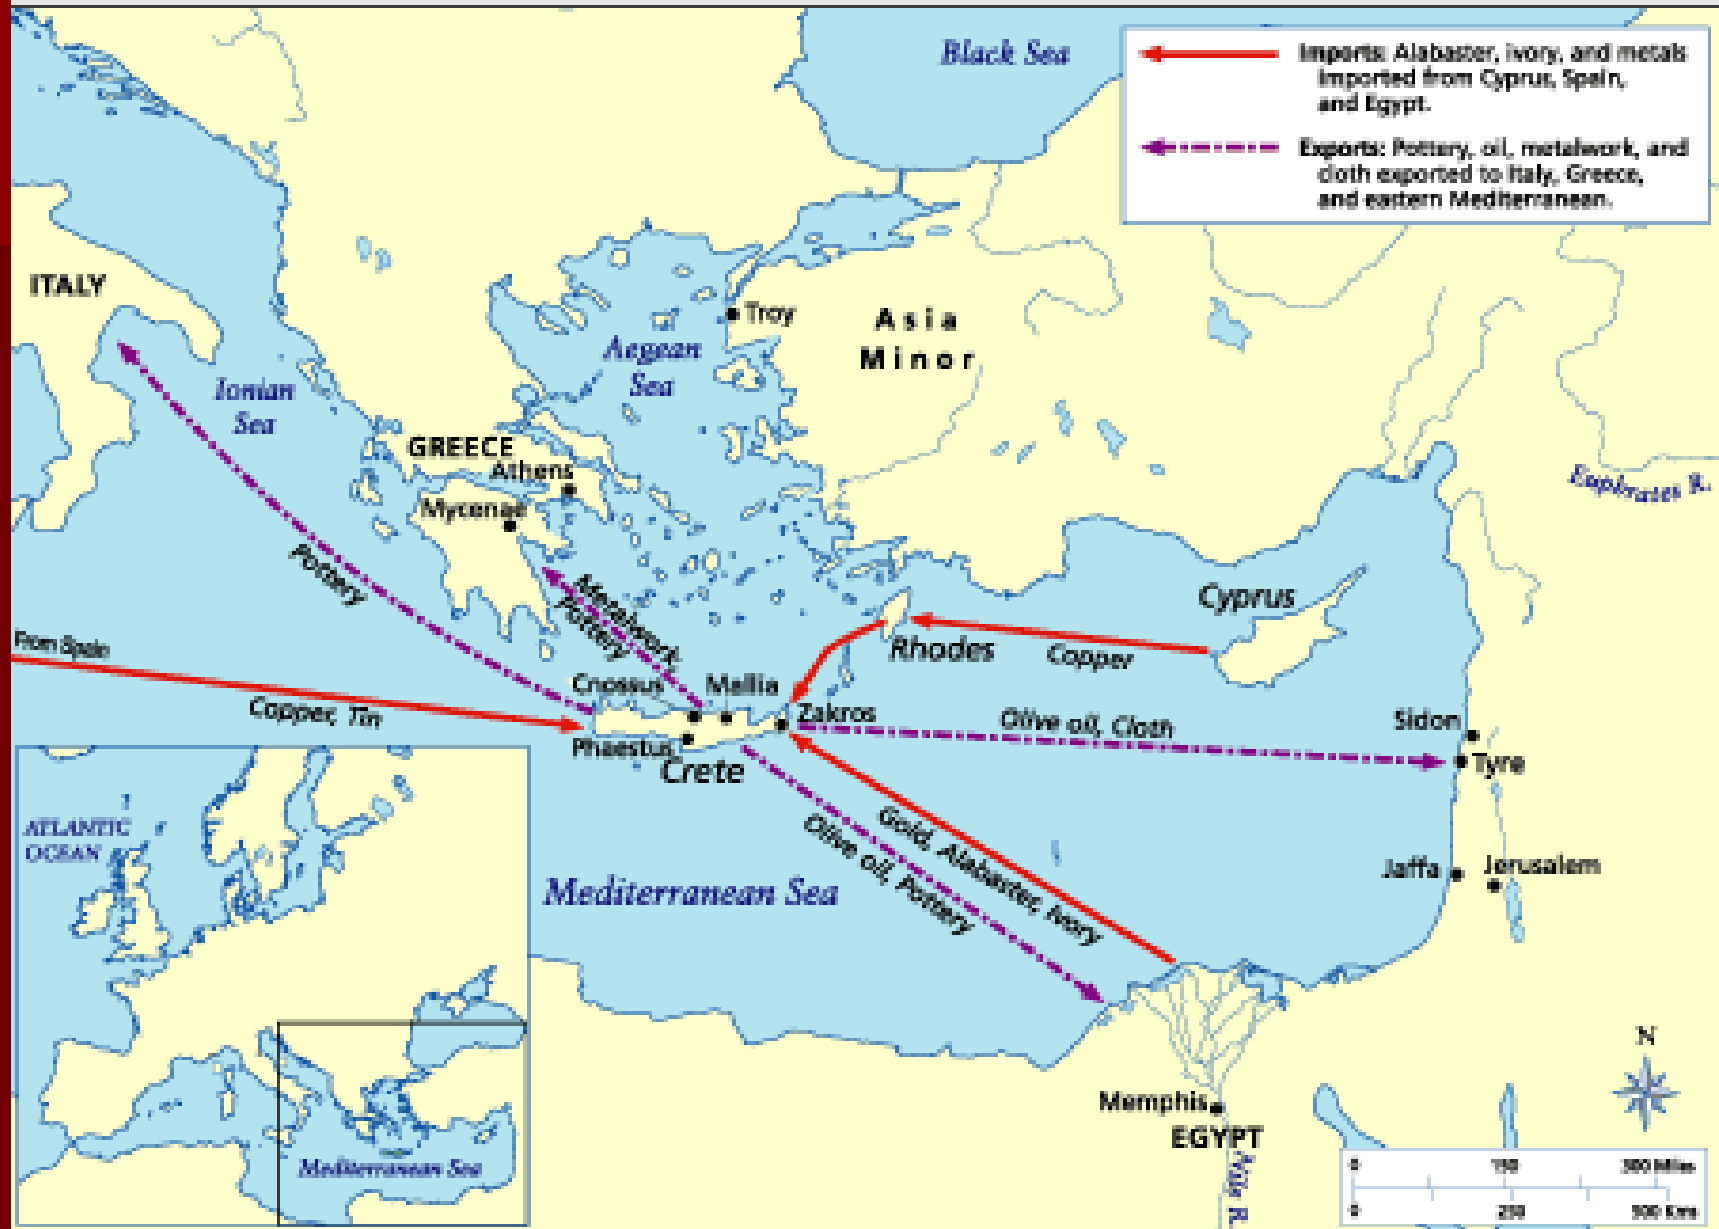 Black Sea
Imports: Alabaster, ivory, and metals
imported from Cyprus, Spain,
and Egypt.
Exports: Pottery, oil, metalwork, and
cloth exported to Italy, Greece,
and eastern Mediterranean.
ITALY
Troy
Asia
Minor
Aegean
Sea
Ionian
Sea
GREECE
Athens
Mycenae
Euphrates R.
Pottery
Metalwork,
Pottery
Cyprus
From Spain
Rhodes
Copper
Copper, Tin
Cnossus
Mallia
Zakros
Olive oil, Cloth
Sidon
Phaestus
Crete
Tyre
Gold, Alabaster, Ivory
Olive oil, Pottery
ATLANTIC
OCEAN
Mediterranean Sea
Jaffa
Jerusalem
Memphis
EGYPT
Nile R.
Mediterranean Sea
N
0 150 300 Miles
0 250 500 Kms